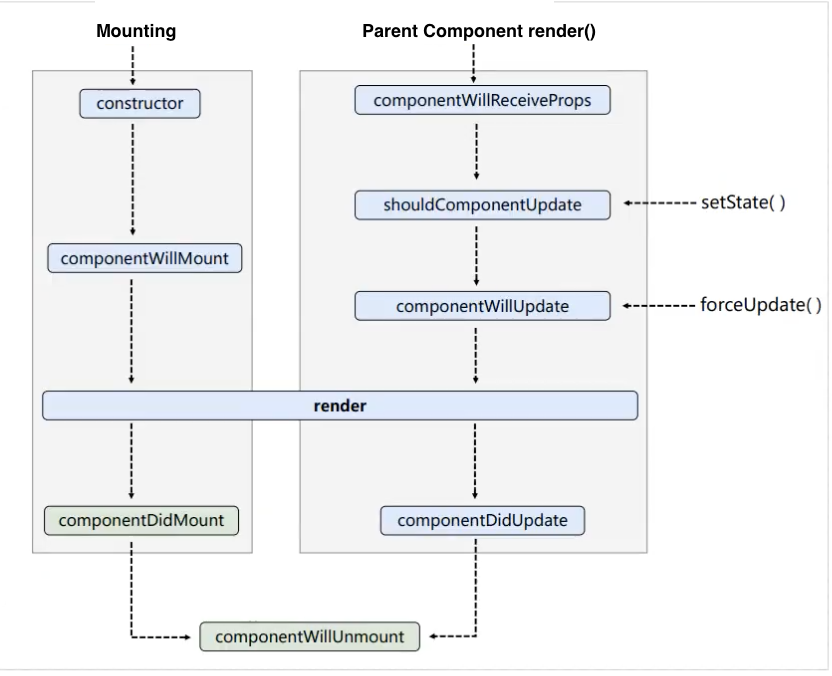 Mounting
Parent Component render()
constructor
componentWillReceiveProps
shouldComponentUpdate
setState( )
componentWillMount
componentWillUpdate
forceUpdate( )
render
componentDidMount
componentDidUpdate
componentWillUnmount